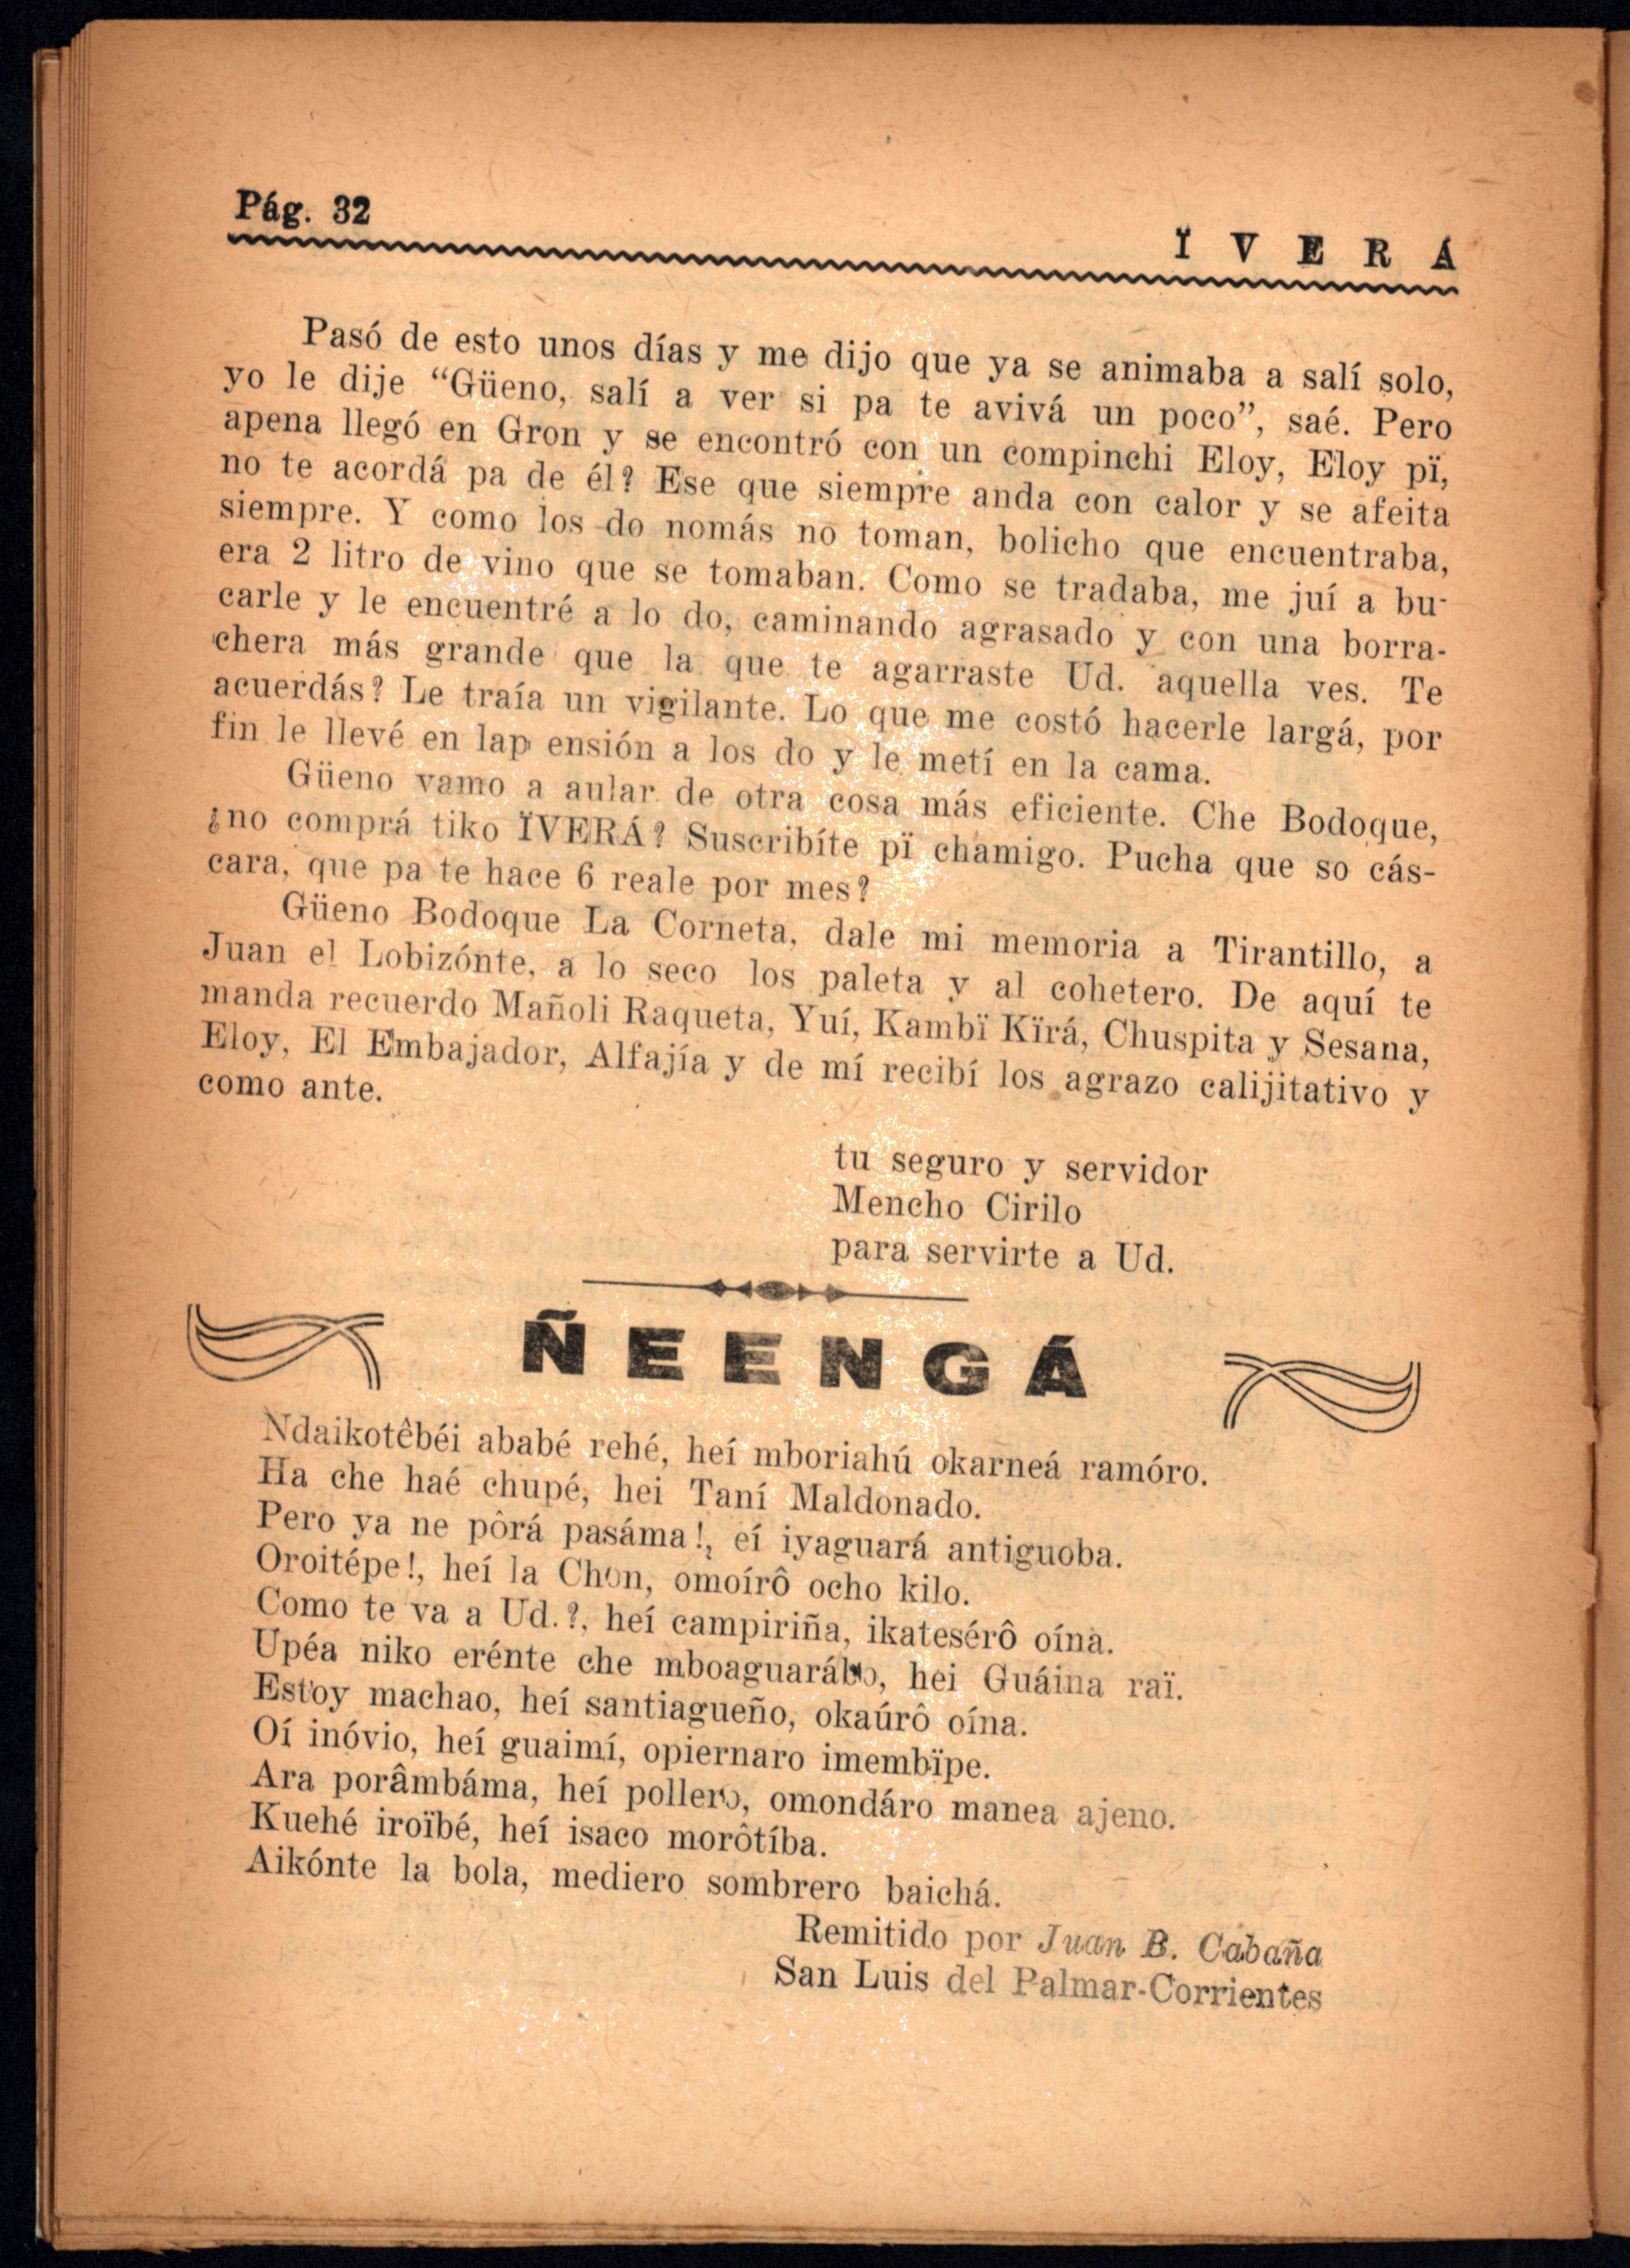 Pág. 32
Ï V E R Á
Pasó de esto unos días y me dijo que ya se animaba a salí solo,
yo le dije “Güeno, salí a ver si pa te avivá un poco”, saé. Pero
apena llegó en Gron y se encontró con un compinchi Eloy, Eloy pï,
no te acordá pa de él? Ese que siempre anda con calor y se afeita
siempre. Y como los do nomás no toman, bolicho que encuentraba,
era 2 litro de vino que se tomaban. Como se tradaba, me juí a bu-
carle y le encuentré a lo do, caminando agrasado y con una borra-
chera más grande que la que te agarraste Ud. aquella ves. Te
acuerdás? Le traía un vigilante. Lo que me costó hacerle largá, por
fin le llevé en lap ensión a los do y le metí en la cama.
Güeno vamo a aular de otra cosa más eficiente. Che Bodoque,
¿no comprá tiko ÏVERÁ? Suscribíte pï chamigo. Pucha que so cás-
cara, que pa te hace 6 reale por mes?
Güeno Bodoque La Corneta, dale mi memoria a Tirantillo, a
Juan el Lobizónte, a lo seco los paleta y al cohetero. De aquí te
manda recuerdo Mañoli Raqueta, Yuí, Kambï Kïrá, Chuspita y Sesana,
Eloy, El Embajador, Alfajía y de mí recibí los agrazo calijitativo y
como ante.
tu seguro y servidor
Mencho Cirilo
para servirte a Ud.
ÑEENGÁ
Ndaikotêbéi ababé rehé, heí mboriahú okarneá ramóro.
Ha che haé chupé, hei Taní Maldonado.
Pero ya ne pôrá pasáma!, eí iyaguará antiguoba.
Oroitépe!, heí la Chon, omoírô ocho kilo.
Como te va a Ud.?, heí campiriña, ikatesérô oína.
Upéa niko erénte che mboaguarábo, hei Guáina raï.
Estoy machao, heí santiagueño, okaúrô oína.
Oí inóvio, heí guaimí, opiernaro imembïpe.
Ara porâmbáma, heí pollero, omondáro manea ajeno.
Kuehé iroïbé, heí isaco morôtíba.
Aikónte la bola, mediero sombrero baichá.
Remitido por Juan B. Cabaña
San Luis del Palmar-Corrientes